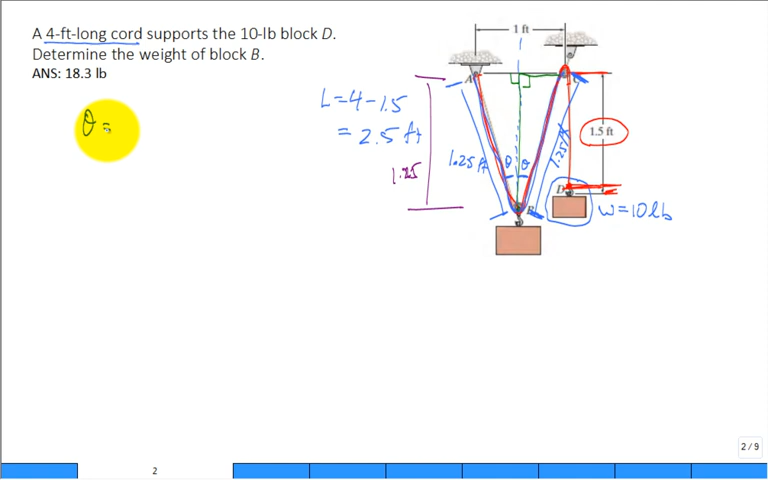 A 4-ft-long cord supports the 10-lb block D.
Determine the weight of block B.
ANS: 18.3 lb
θ =
L=4-1.5
= 2.5 ft
1.25
1 ft
A
C
1.25 ft
θ
θ
1.25 ft
1.5 ft
B
D
W=10lb
2 / 9
2